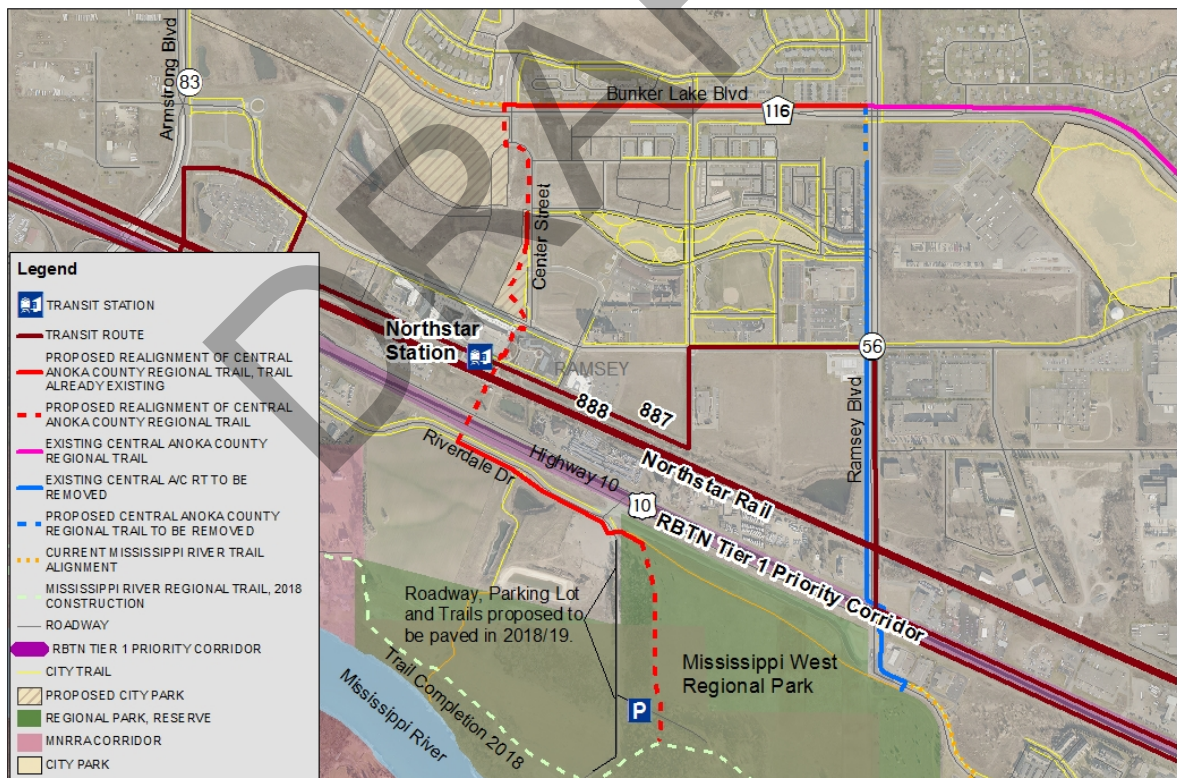 DRAFT
Armstrong Blvd
83
Bunker Lake Blvd
116
Center Street
Northstar
Station
RAMSEY
888
887
56
Ramsey Blvd
Riverdale Dr
Highway 10
10
Northstar Rail
RBTN Tier 1 Priority Corridor
Roadway, Parking Lot
and Trails proposed to
be paved in 2018/19.
Mississippi West
Regional Park
P
Trail Completion 2018
Mississippi River
Legend
TRANSIT STATION
TRANSIT ROUTE
PROPOSED REALIGNMENT OF CENTRAL
ANOKA COUNTY REGIONAL TRAIL, TRAIL
ALREADY EXISTING
PROPOSED REALIGNMENT OF CENTRAL
ANOKA COUNTY REGIONAL TRAIL
EXISTING CENTRAL ANOKA COUNTY
REGIONAL TRAIL
EXISTING CENTRAL A/C RT TO BE
REMOVED
PROPOSED CENTRAL ANOKA COUNTY
REGIONAL TRAIL TO BE REMOVED
CURRENT MISSISSIPPI RIVER TRAIL
ALIGNMENT
MISSISSIPPI RIVER REGIONAL TRAIL, 2018
CONSTRUCTION
ROADWAY
RBTN TIER 1 PRIORITY CORRIDOR
CITY TRAIL
PROPOSED CITY PARK
REGIONAL PARK, RESERVE
MNRRA CORRIDOR
CITY PARK